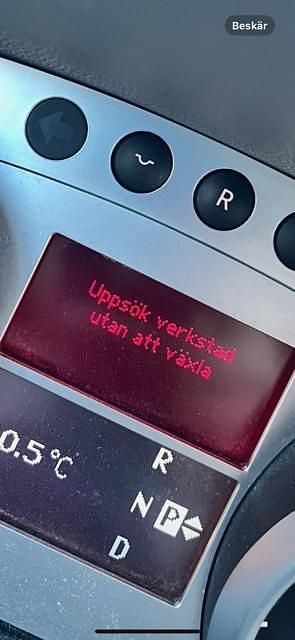 Beskär
R
Uppsök verkstad
utan att växla
0.5°C
R
N P
D